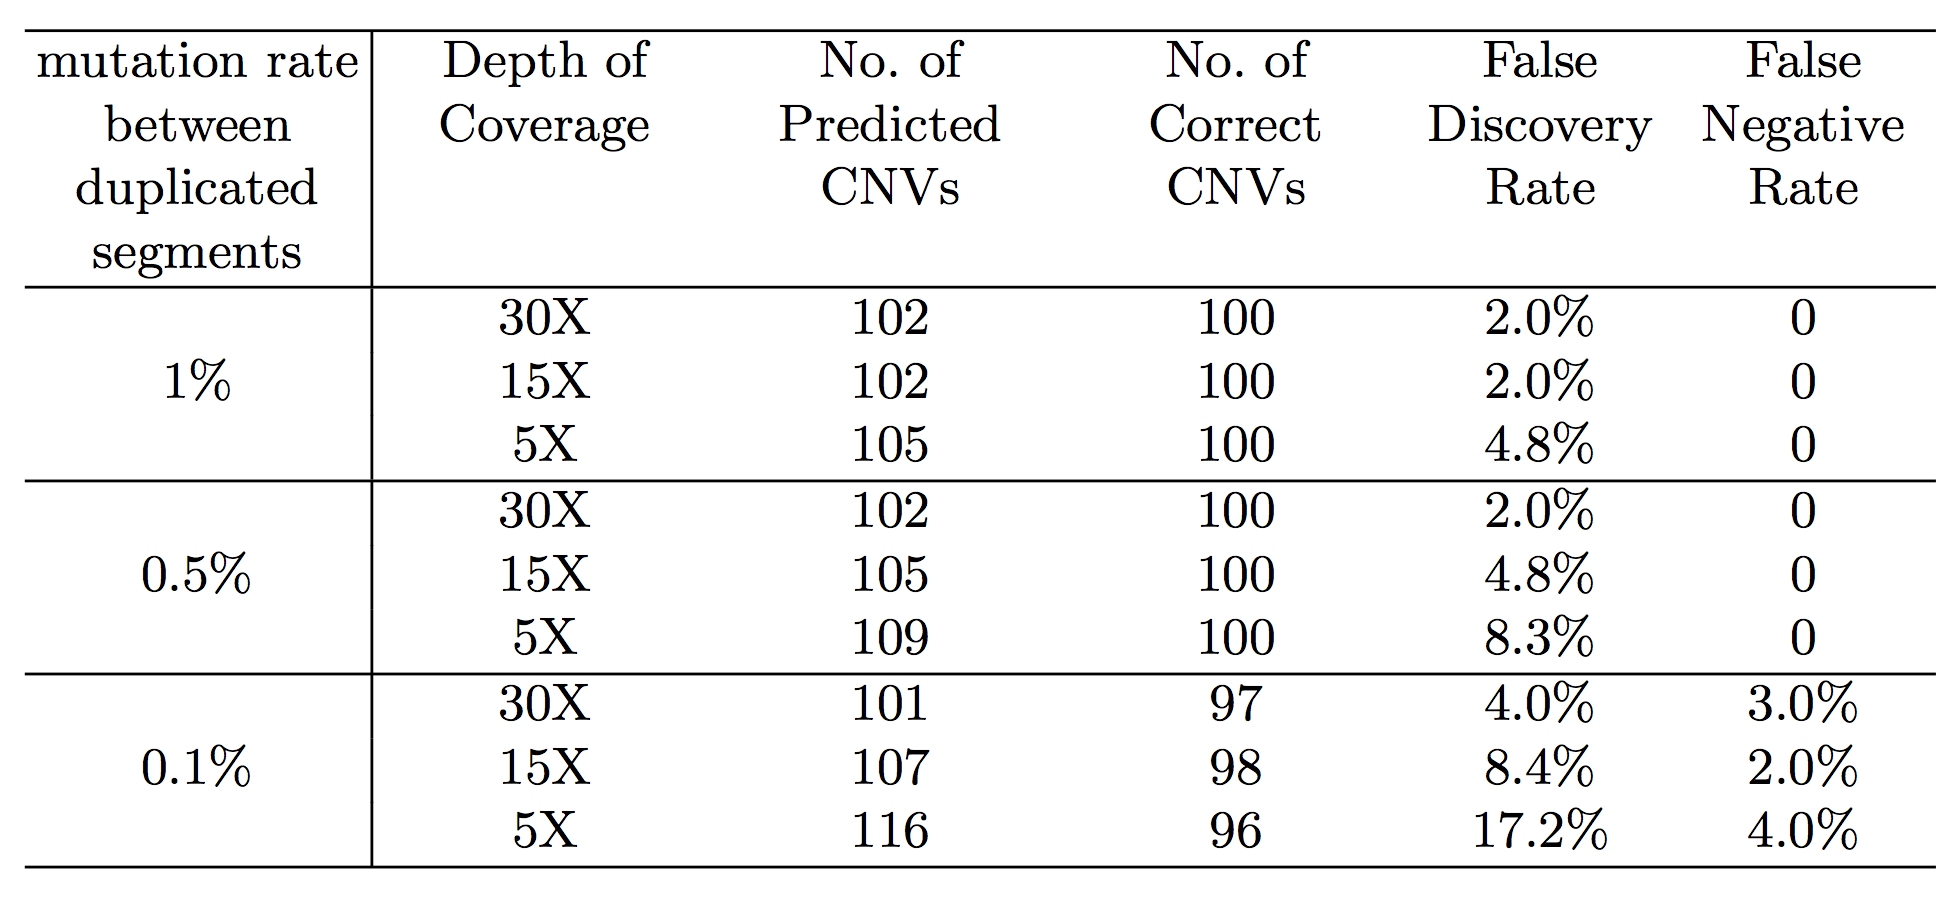 mutation rate Depth of No. of No. of False False
between Coverage Predicted Correct Discovery Negative
duplicated CNVs CNVs Rate Rate
segments
30X 102 100 2.0% 0
1% 15X 102 100 2.0% 0
5X 105 100 4.8% 0
30X 102 100 2.0% 0
0.5% 15X 105 100 4.8% 0
5X 109 100 8.3% 0
30X 101 97 4.0% 3.0%
0.1% 15X 107 98 8.4% 2.0%
5X 116 96 17.2% 4.0%